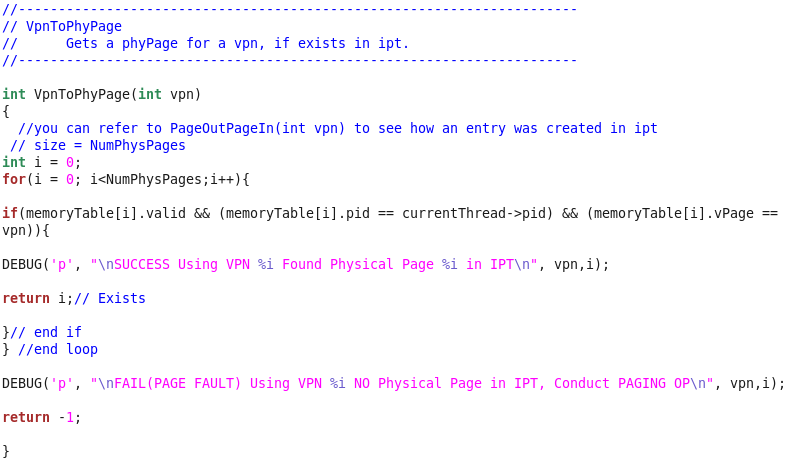 //----------------------------------------------------------------------
// VpnToPhyPage
//      Gets a phyPage for a vpn, if exists in ipt.
//----------------------------------------------------------------------
int VpnToPhyPage(int vpn)
{
  //you can refer to PageOutPageIn(int vpn) to see how an entry was created in ipt
 // size = NumPhysPages
int i = 0;
for(i = 0; i<NumPhysPages;i++){
if(memoryTable[i].valid && (memoryTable[i].pid == currentThread->pid) && (memoryTable[i].vPage ==
vpn)){
DEBUG('p', "\nSUCCESS Using VPN %i Found Physical Page %i in IPT\n", vpn,i);
return i;// Exists
}// end if
} //end loop
DEBUG('p', "\nFAIL(PAGE FAULT) Using VPN %i NO Physical Page in IPT, Conduct PAGING OP\n", vpn,i);
return -1;
}